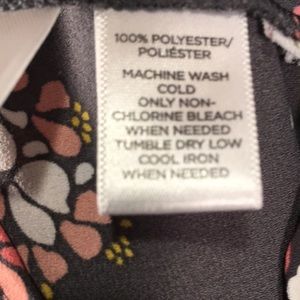 100% POLYESTER/
POLIÉSTER
MACHINE WASH
COLD
ONLY NON-
CHLORINE BLEACH
WHEN NEEDED
TUMBLE DRY LOW
COOL IRON
WHEN NEEDED